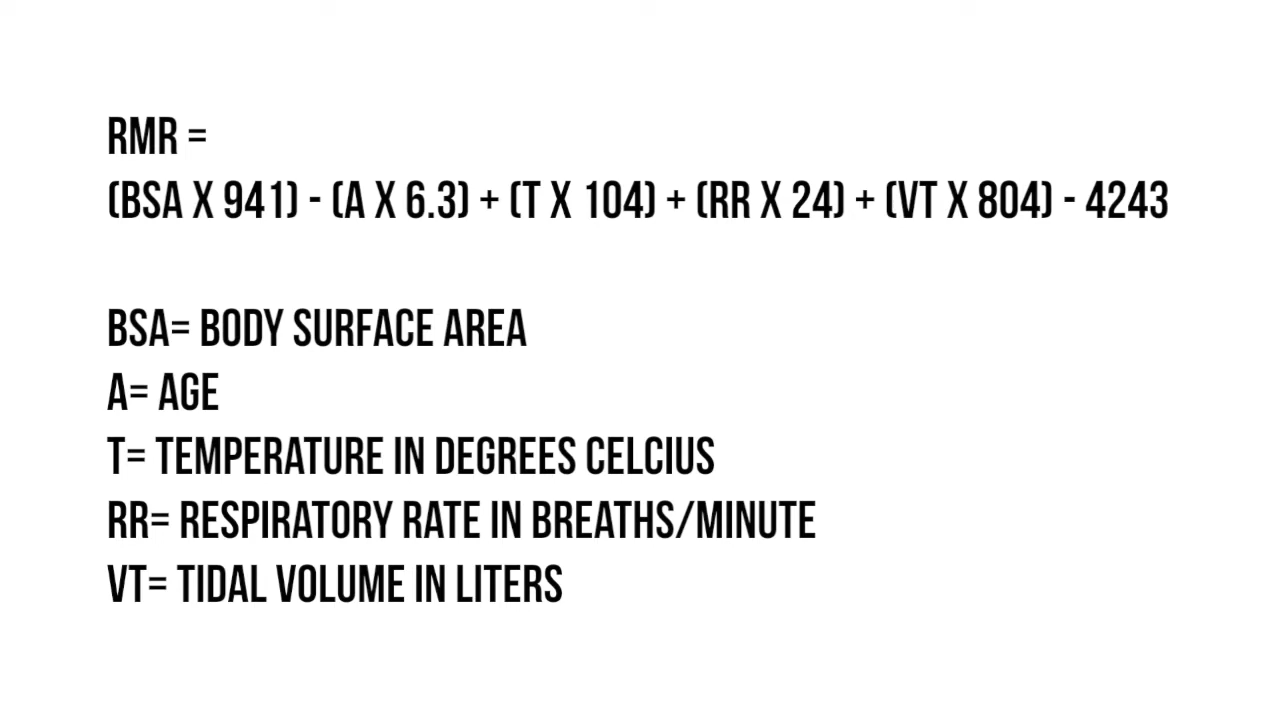 RMR =
(BSA X 941) - (A X 6.3) + (T X 104) + (RR X 24) + (VT X 804) - 4243
BSA= BODY SURFACE AREA
A= AGE
T= TEMPERATURE IN DEGREES CELCIUS
RR= RESPIRATORY RATE IN BREATHS/MINUTE
VT= TIDAL VOLUME IN LITERS